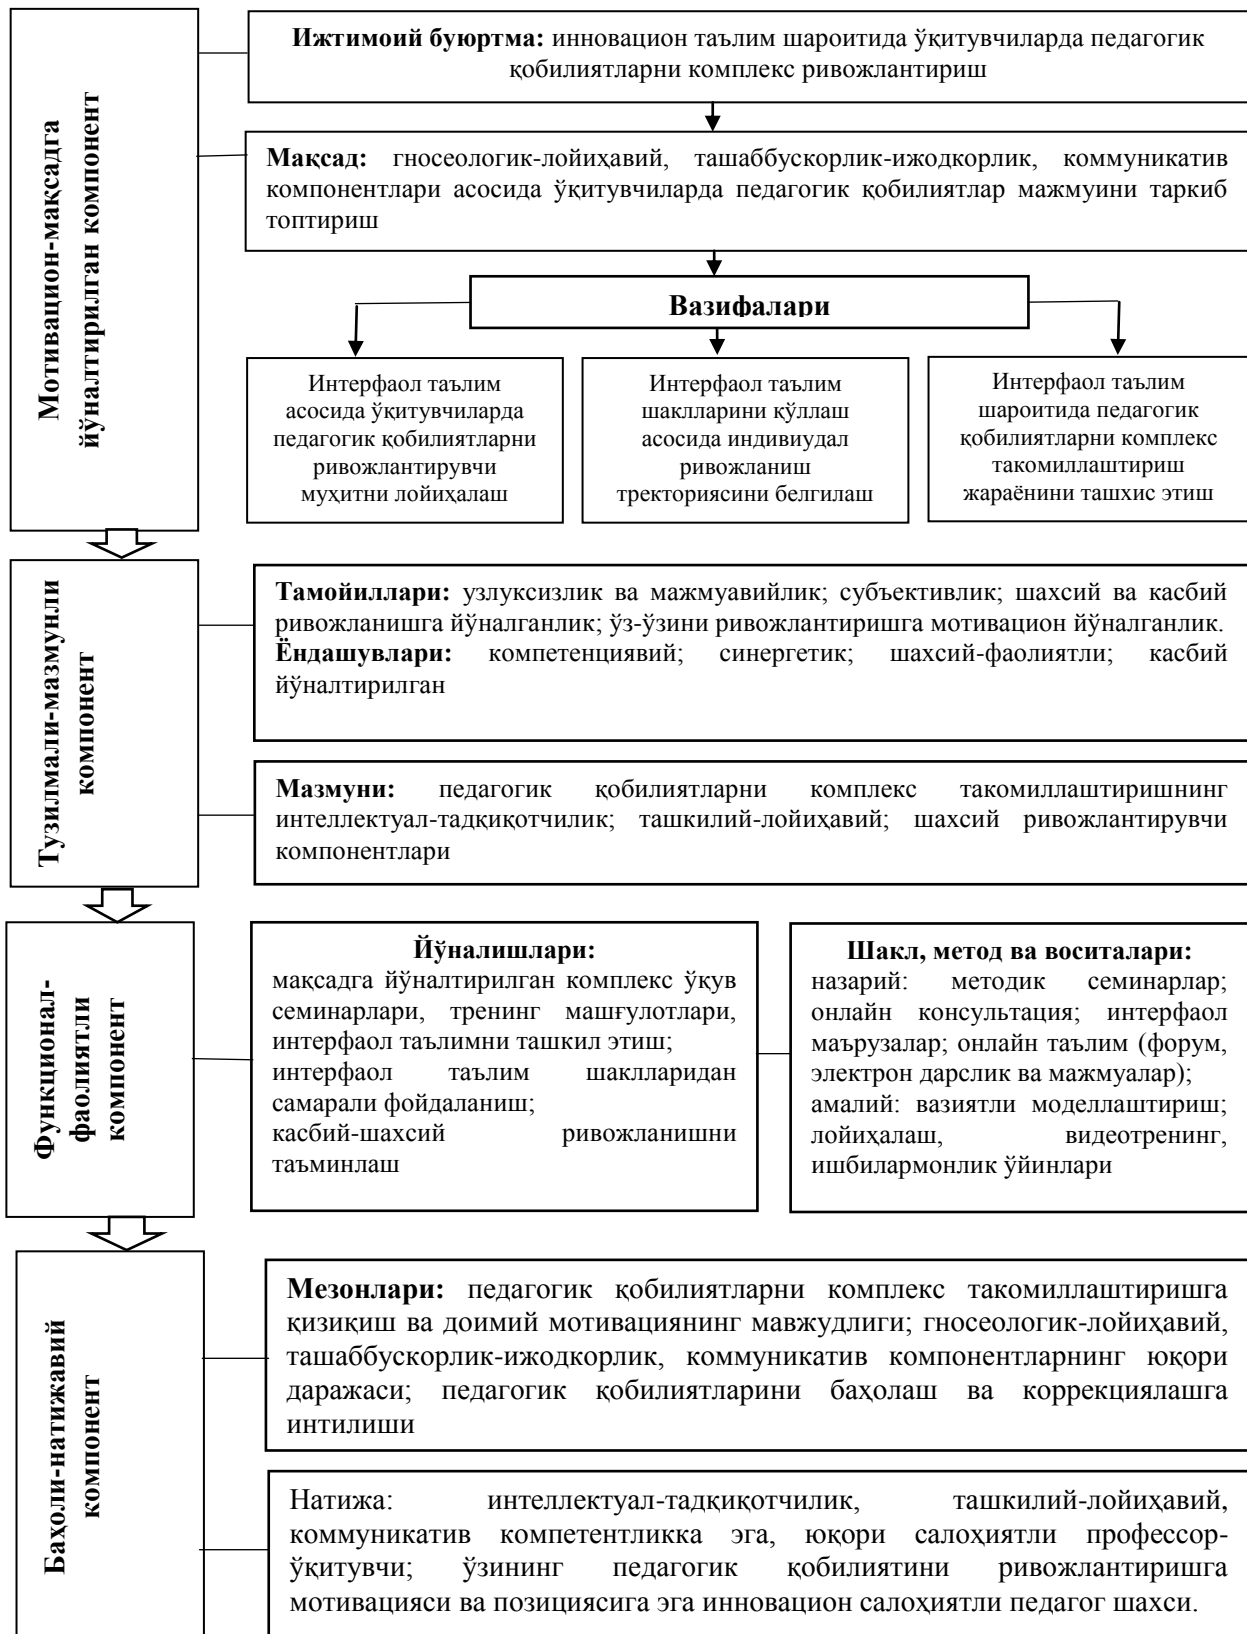 Мотивацион-мақсадга
йўналтирилган компонент
Ижтимоий буюртма: инновацион таълим шароитида ўқитувчиларда педагогик
қобилиятларни комплекс ривожлантириш
Мақсад: гносеологик-лойиҳавий, ташаббускорлик-ижодкорлик, коммуникатив
компонентлари асосида ўқитувчиларда педагогик қобилиятлар мажмуини таркиб
топтириш
Вазифалари
Интерфаол таълим
асосида ўқитувчиларда
педагогик қобилиятларни
ривожлантирувчи
муҳитни лойиҳалаш
Интерфаол таълим
шаклларини қўллаш
асосида индивиудал
ривожланиш
тректориясини белгилаш
Интерфаол таълим
шароитида педагогик
қобилиятларни комплекс
такомиллаштириш
жараёнини ташхис этиш
Тузилмали-мазмунли
компонент
Тамойиллари: узлуксизлик ва мажмуавийлик; субъективлик; шахсий ва касбий
ривожланишга йўналганлик; ўз-ўзини ривожлантиришга мотивацион йўналганлик.
Ёндашувлари: компетенциявий; синергетик; шахсий-фаолиятли; касбий
йўналтирилган
Мазмуни: педагогик қобилиятларни комплекс такомиллаштиришнинг
интеллектуал-тадқиқотчилик; ташкилий-лойиҳавий; шахсий ривожлантирувчи
компонентлари
Функционал-
фаолиятли
компонент
Йўналишлари:
мақсадга йўналтирилган комплекс ўқув
семинарлари, тренинг машғулотлари,
интерфаол таълимни ташкил этиш;
интерфаол таълим шаклларидан
самарали фойдаланиш;
касбий-шахсий ривожланишни
таъминлаш
Шакл, метод ва воситалари:
назарий: методик семинарлар;
онлайн консультация; интерфаол
маърузалар; онлайн таълим (форум,
электрон дарслик ва мажмуалар);
амалий: вазиятли моделлаштириш;
лойиҳалаш, видеотренинг,
ишбилармонлик ўйинлари
Баҳоли-натижавий
компонент
Мезонлари: педагогик қобилиятларни комплекс такомиллаштиришга
қизиқиш ва доимий мотивациянинг мавжудлиги; гносеологик-лойиҳавий,
ташаббускорлик-ижодкорлик, коммуникатив компонентларнинг юқори
даражаси; педагогик қобилиятларини баҳолаш ва коррекциялашга
интилиши
Натижа: интеллектуал-тадқиқотчилик, ташкилий-лойиҳавий,
коммуникатив компетентликка эга, юқори салоҳиятли профессор-
ўқитувчи; ўзининг педагогик қобилиятини ривожлантиришга
мотивацияси ва позициясига эга инновацион салоҳиятли педагог шахси.